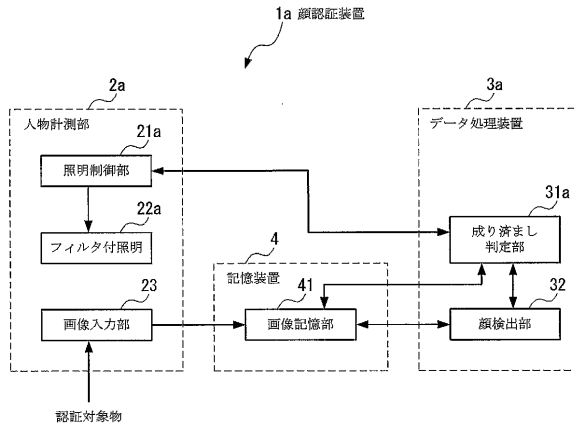 1a 顔認証装置
2a
人物計測部
21a
照明制御部
22a
フィルタ付照明
23
画像入力部
認証対象物
4
記憶装置
41
画像記憶部
3a
データ処理装置
31a
成り済まし
判定部
32
顔検出部